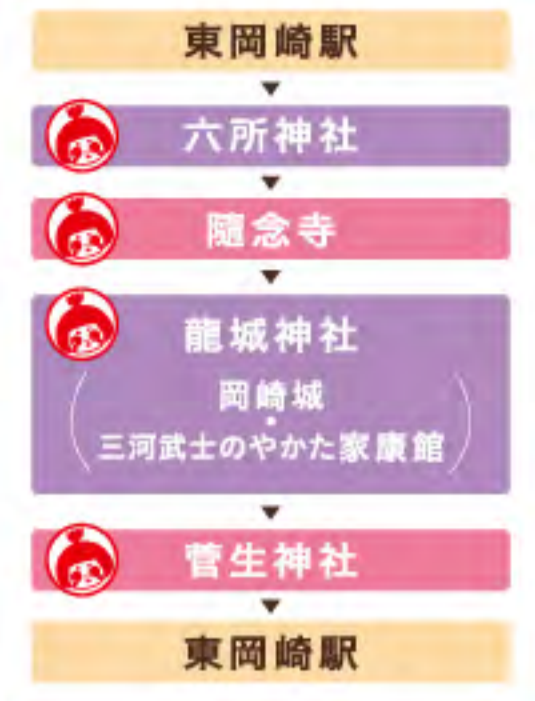 東岡崎駅
六所神社
隨念寺
龍城神社
岡崎城
・
三河武士のやかた家康館
菅生神社
東岡崎駅